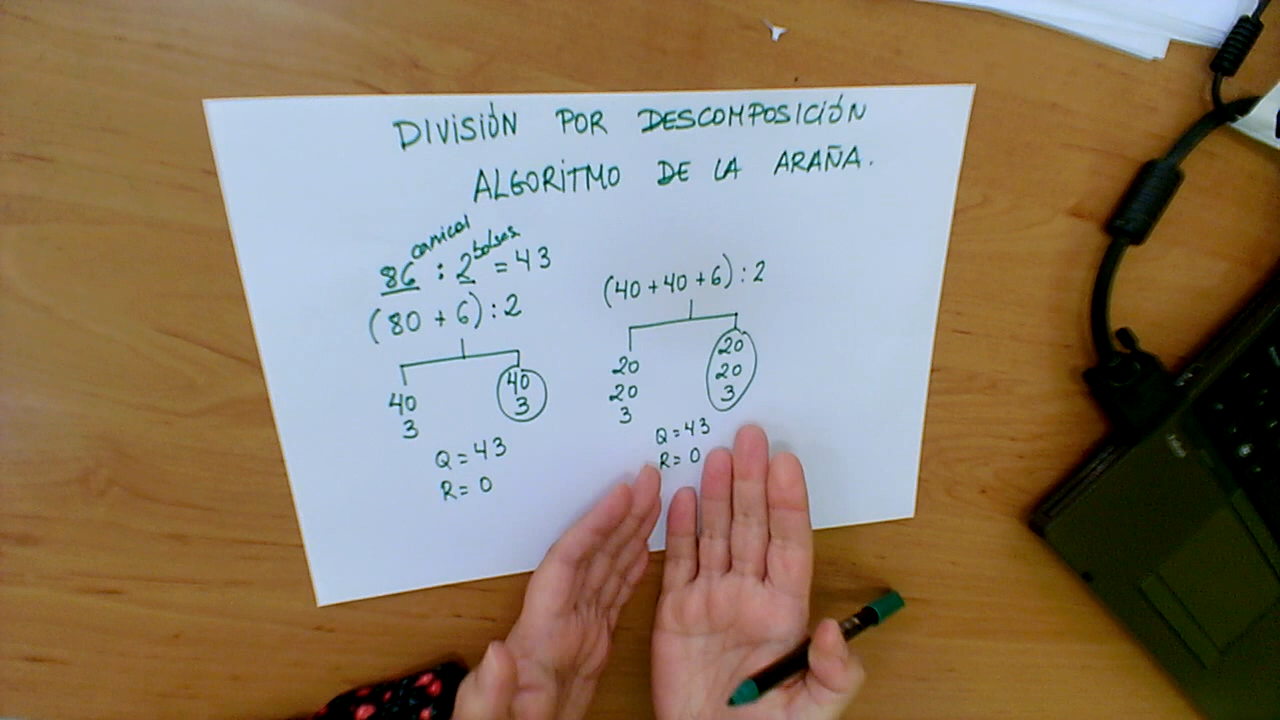 DIVISIÓN POR DESCOMPOSICIÓN
ALGORITMO DE LA ARAÑA.
canicas bolsas
86 : 2 = 43
(80 + 6) : 2
40 40
3 3
Q = 43
R = 0
(40 + 40 + 6) : 2
20 20
20 20
3 3
Q = 43
R = 0